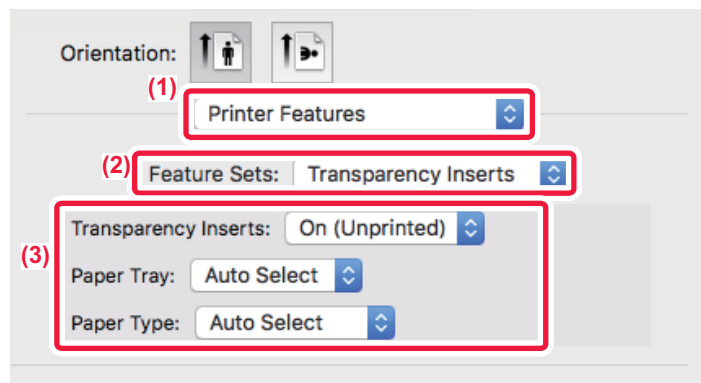 Orientation:
(1)
Printer Features
(2)
Feature Sets: Transparency Inserts
(3)
Transparency Inserts: On (Unprinted)
Paper Tray: Auto Select
Paper Type: Auto Select